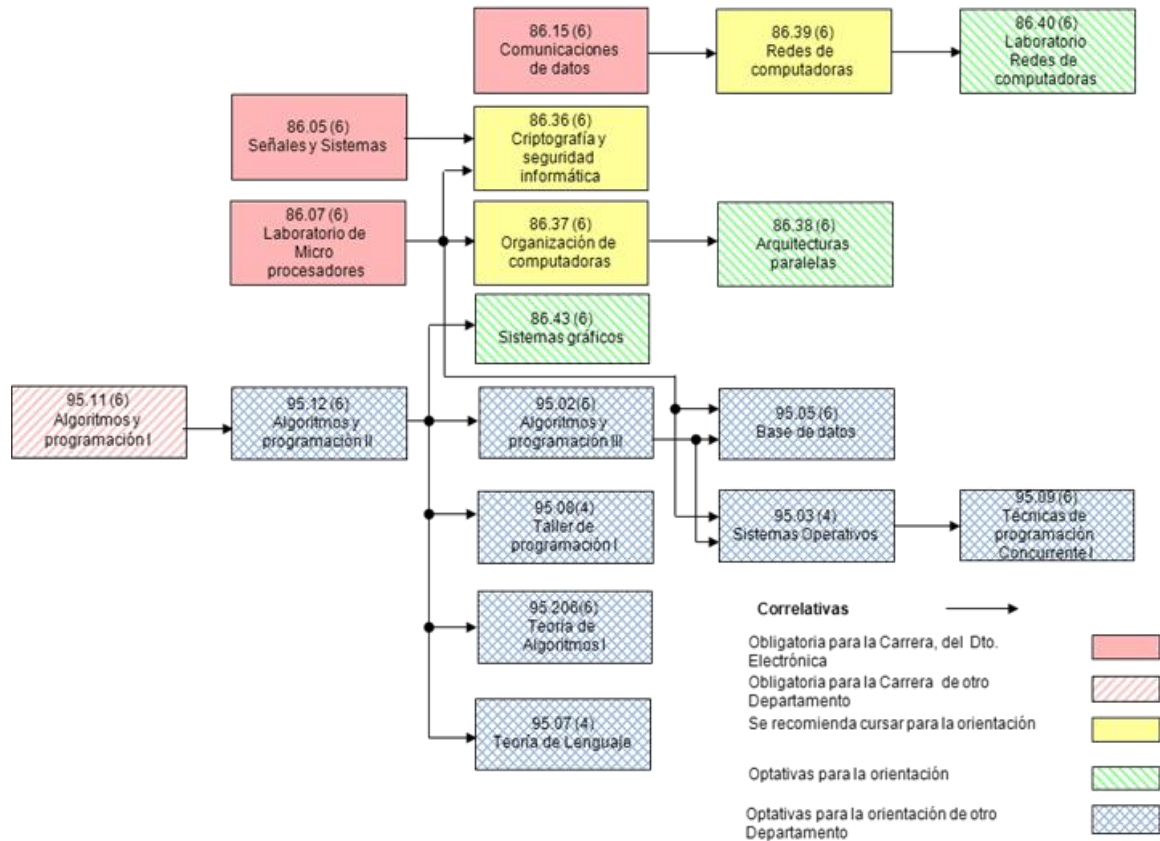 86.15 (6)
Comunicaciones
de datos
86.39 (6)
Redes de
computadoras
86.40 (6)
Laboratorio
Redes de
computadoras
86.05 (6)
Señales y Sistemas
86.36 (6)
Criptografía y
seguridad
informática
86.07 (6)
Laboratorio de
Micro
procesadores
86.37 (6)
Organización de
computadoras
86.38 (6)
Arquitecturas
paralelas
86.43 (6)
Sistemas gráficos
95.11 (6)
Algoritmos y
programación I
95.12 (6)
Algoritmos y
programación II
95.02(6)
Algoritmos y
programación III
95.05 (6)
Base de datos
95.08(4)
Taller de
programación I
95.03 (4)
Sistemas Operativos
95.09 (6)
Técnicas de
programación
Concurrente I
95.206(6)
Teoría de
Algoritmos I
95.07 (4)
Teoría de Lenguaje
Correlativas
Obligatoria para la Carrera, del Dto.
Electrónica
Obligatoria para la Carrera de otro
Departamento
Se recomienda cursar para la orientación
Optativas para la orientación
Optativas para la orientación de otro
Departamento